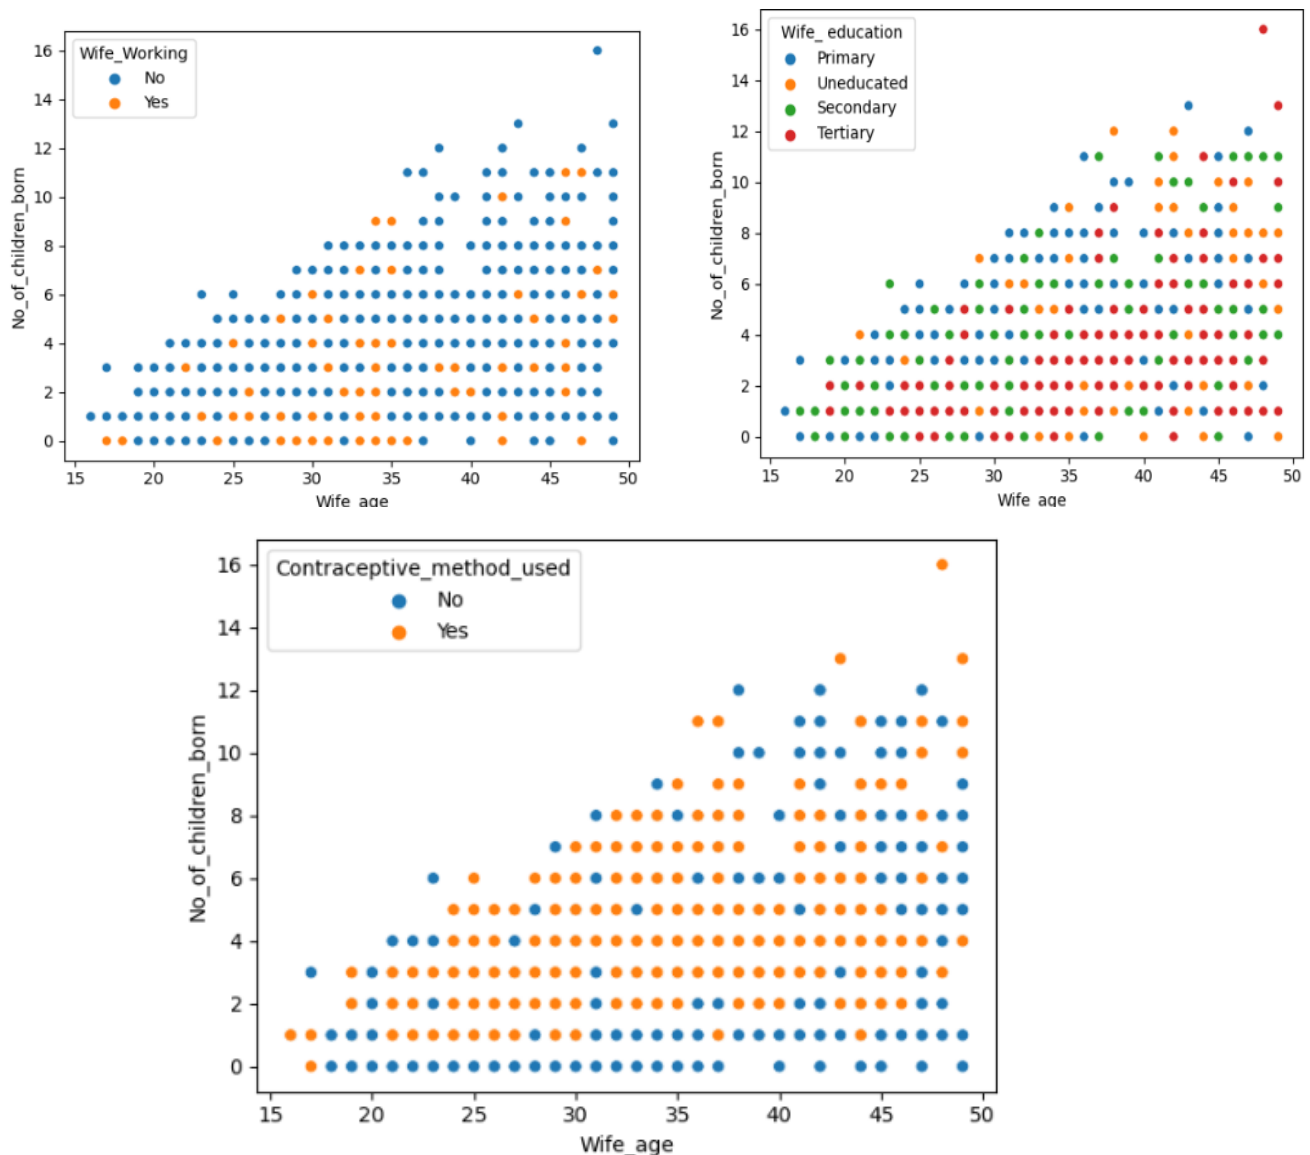 Wife_Working
No
Yes
16
14
12
10
8
6
4
2
0
No_of_children_born
15 20 25 30 35 40 45 50
Wife_age
Wife_ education
Primary
Uneducated
Secondary
Tertiary
16
14
12
10
8
6
4
2
0
No_of_children_born
15 20 25 30 35 40 45 50
Wife_age
Contraceptive_method_used
No
Yes
16
14
12
10
8
6
4
2
0
No_of_children_born
15 20 25 30 35 40 45 50
Wife_age